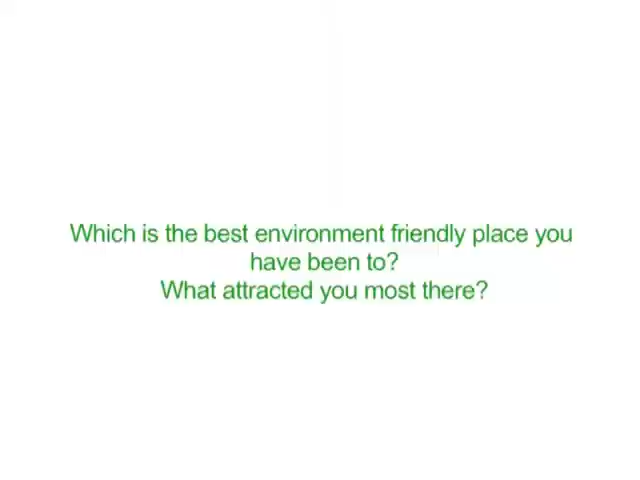 Which is the best environment friendly place you
have been to?
What attracted you most there?